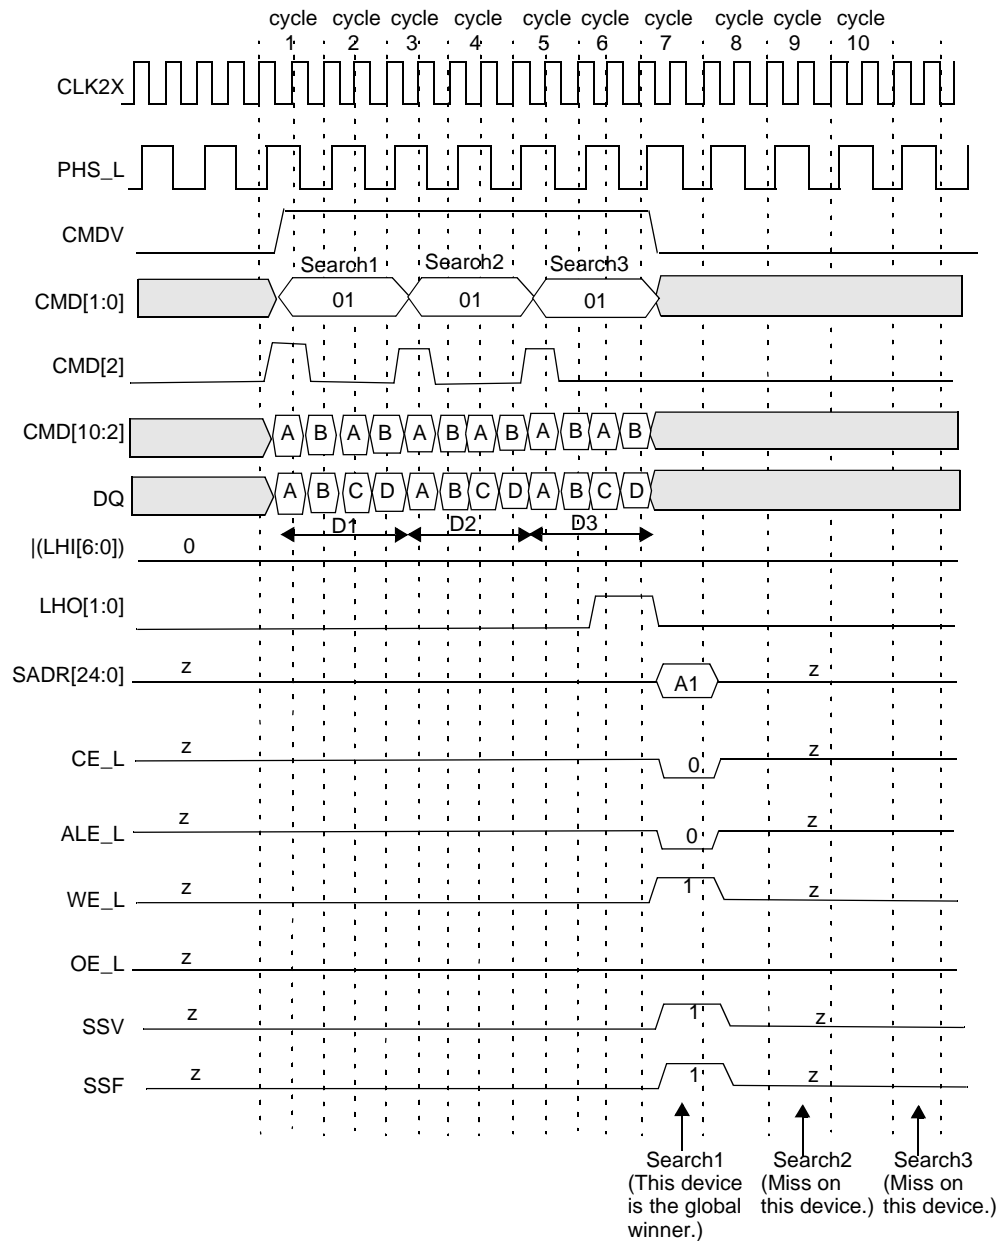 cycle cycle cycle cycle cycle cycle cycle cycle cycle cycle
1 2 3 4 5 6 7 8 9 10
CLK2X
PHS_L
CMDV
Search1 Search2 Search3
CMD[1:0] 01 01 01
CMD[2]
CMD[10:2] A B A B A B A B A B A B
DQ A B C D A B C D A B C D
D1 D2 D3
|(LHI[6:0]) 0
LHO[1:0]
SADR[24:0] z A1 z
CE_L z 0 z
ALE_L z 0 z
WE_L z 1 z
OE_L z
SSV z 1 z
SSF z 1 z
Search1 Search2 Search3
(This device (Miss on (Miss on
is the global this device.) this device.)
winner.)